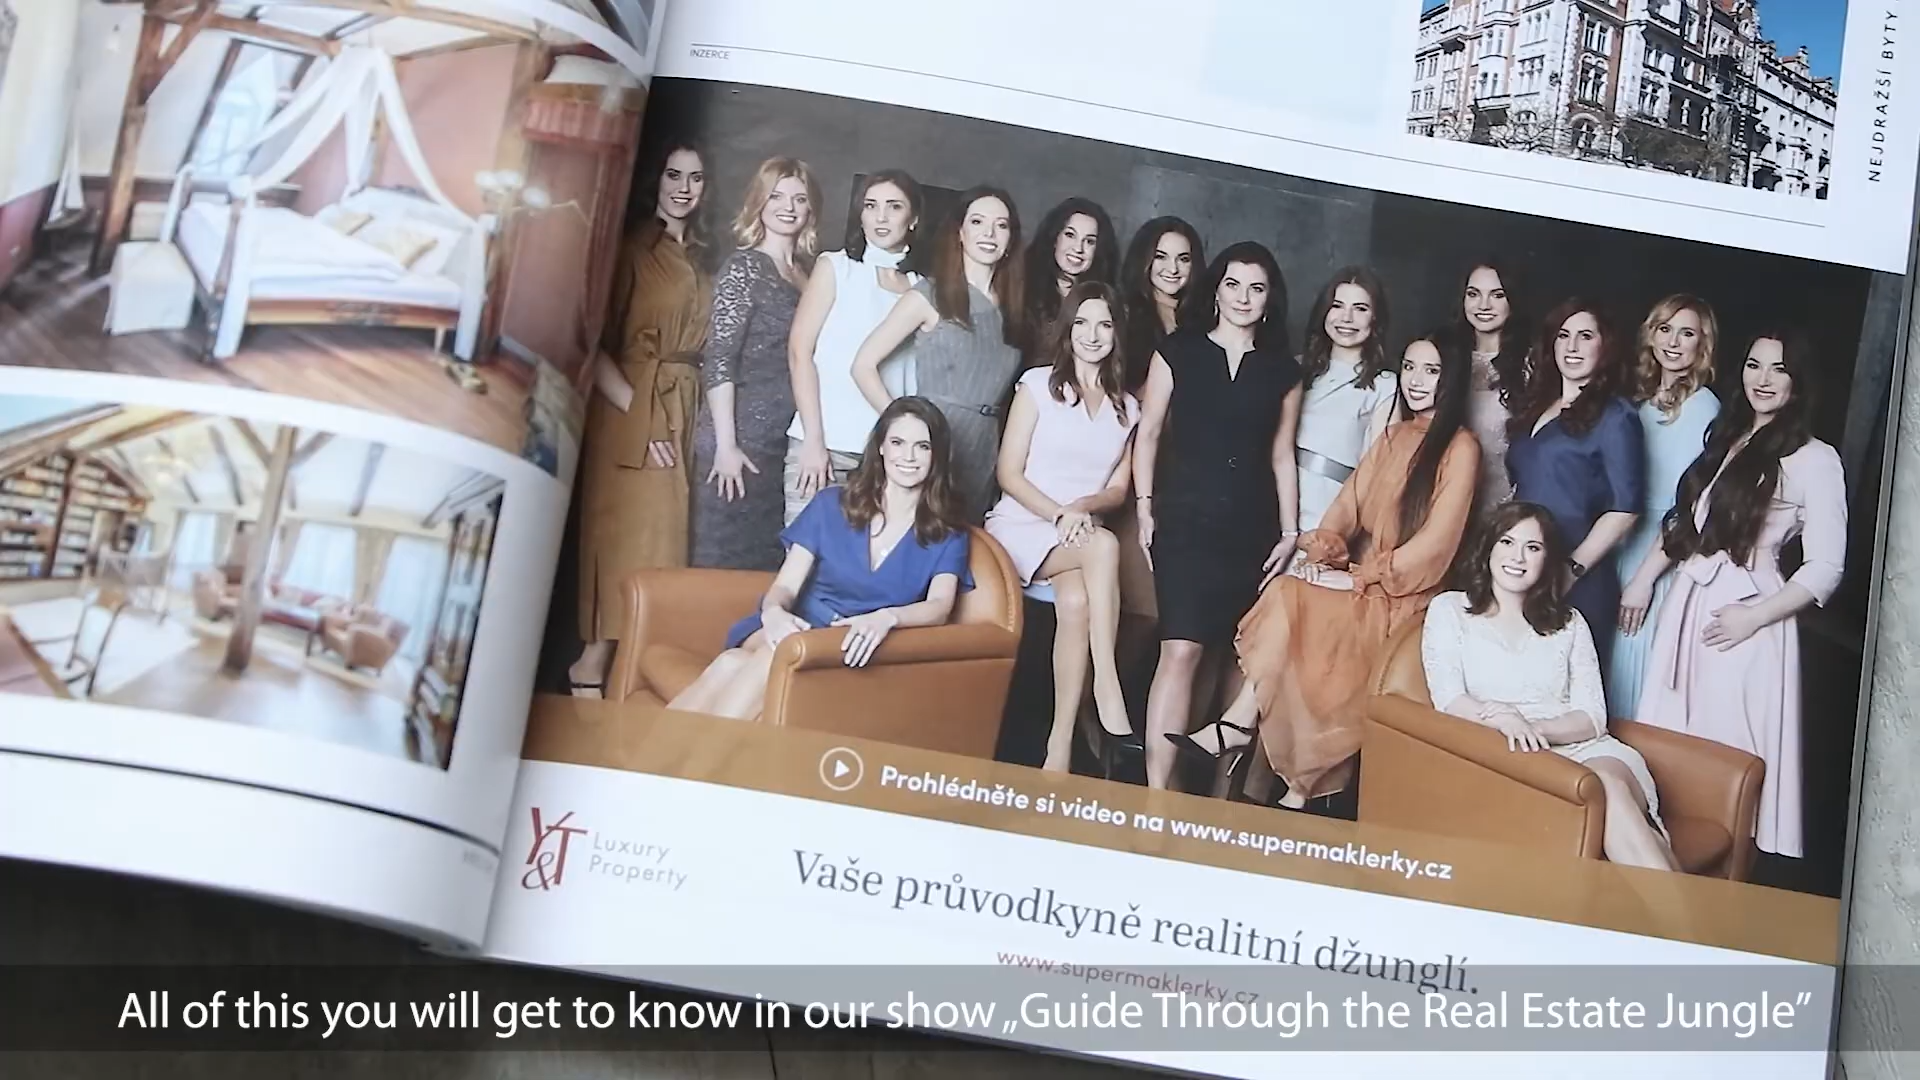 INZERCE
NEJDRAŽŠÍ BYTY
Prohlédněte si video na www.supermaklerky.cz
Y&T Luxury
Property
Vaše průvodkyně realitní džunglí.
www.supermaklerky.cz
All of this you will get to know in our show „Guide Through the Real Estate Jungle”